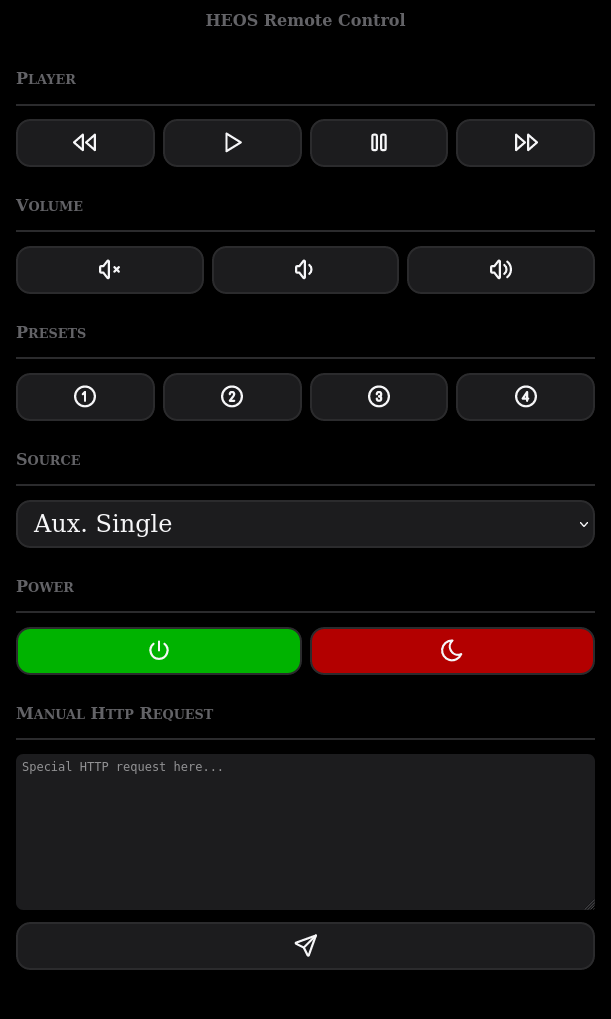 HEOS Remote Control
Player
Volume
Presets
1 2 3 4
Source
Aux. Single
Power
Manual Http Request
Special HTTP request here...